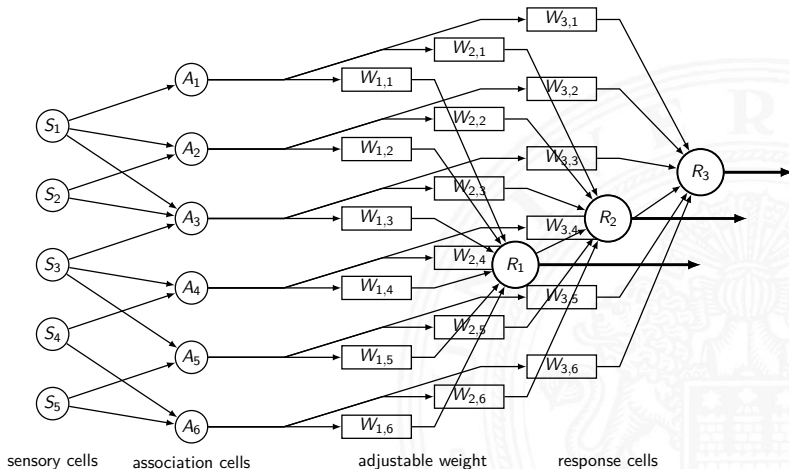 W3,1
W2,1
A1
W1,1
W3,2
S1
W2,2
A2
W1,2
W3,3
R3
S2
W2,3
A3
W1,3
R2
W3,4
W2,4
S3
R1
A4
W1,4
W3,5
S4
W2,5
A5
W1,5
W3,6
S5
W2,6
A6
W1,6
sensory cells association cells adjustable weight response cells